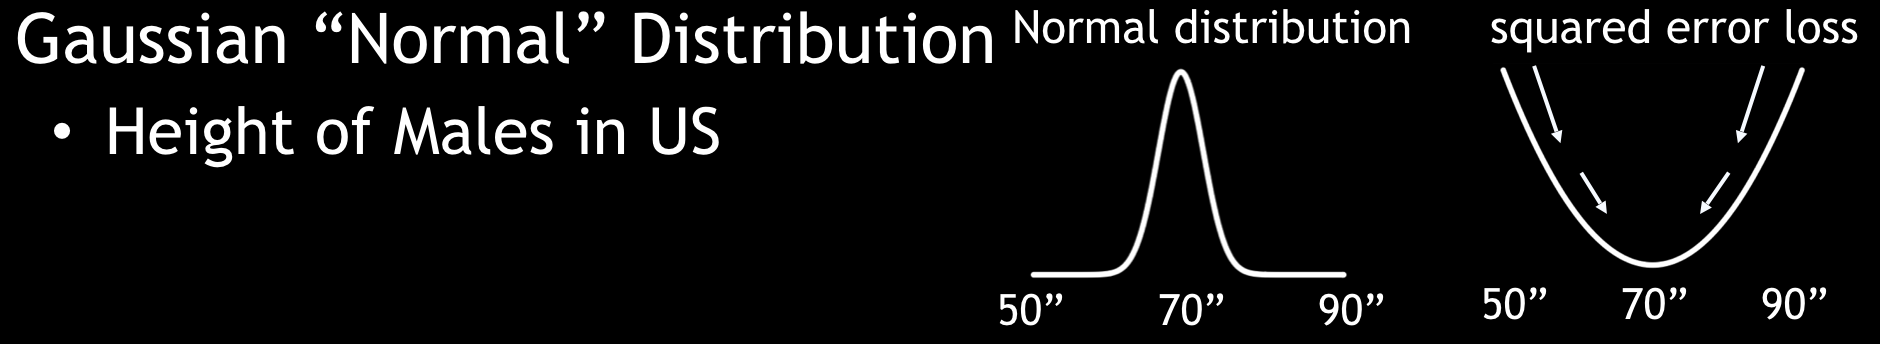 Gaussian “Normal” Distribution
• Height of Males in US
Normal distribution
50” 70” 90”
squared error loss
50” 70” 90”